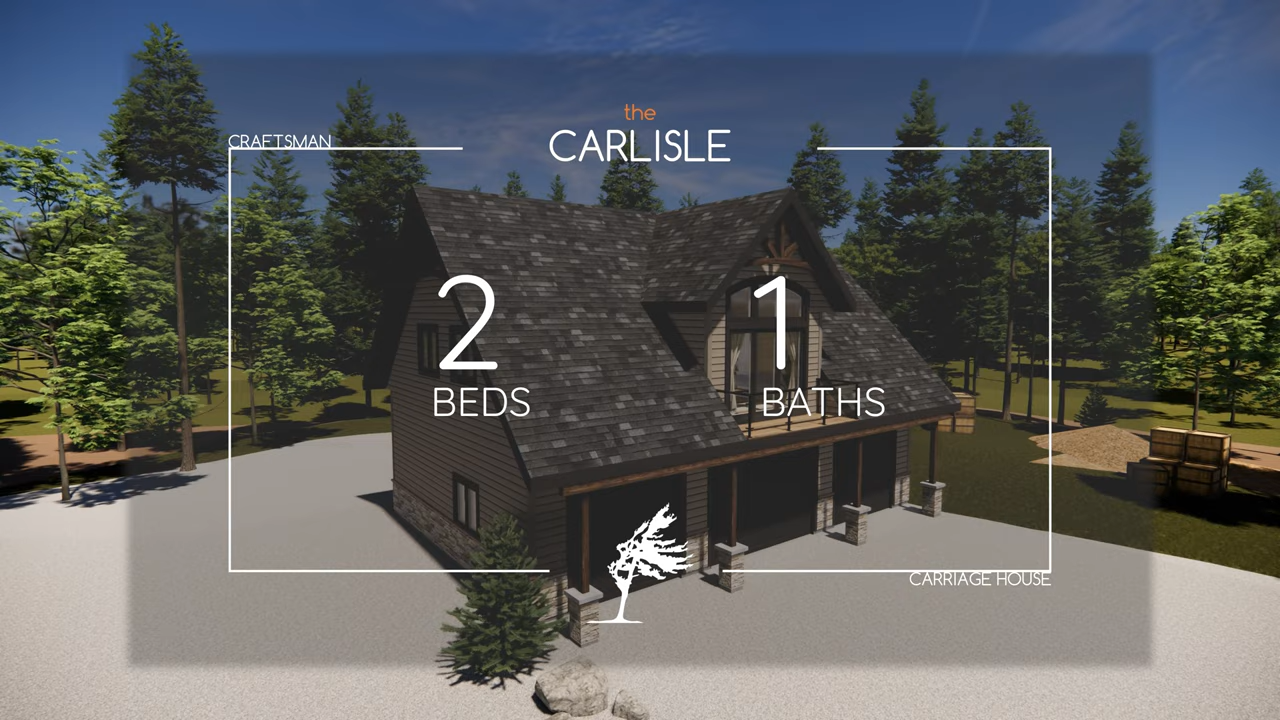 the
CARLISLE
CRAFTSMAN
2
BEDS
1
BATHS
CARRIAGE HOUSE